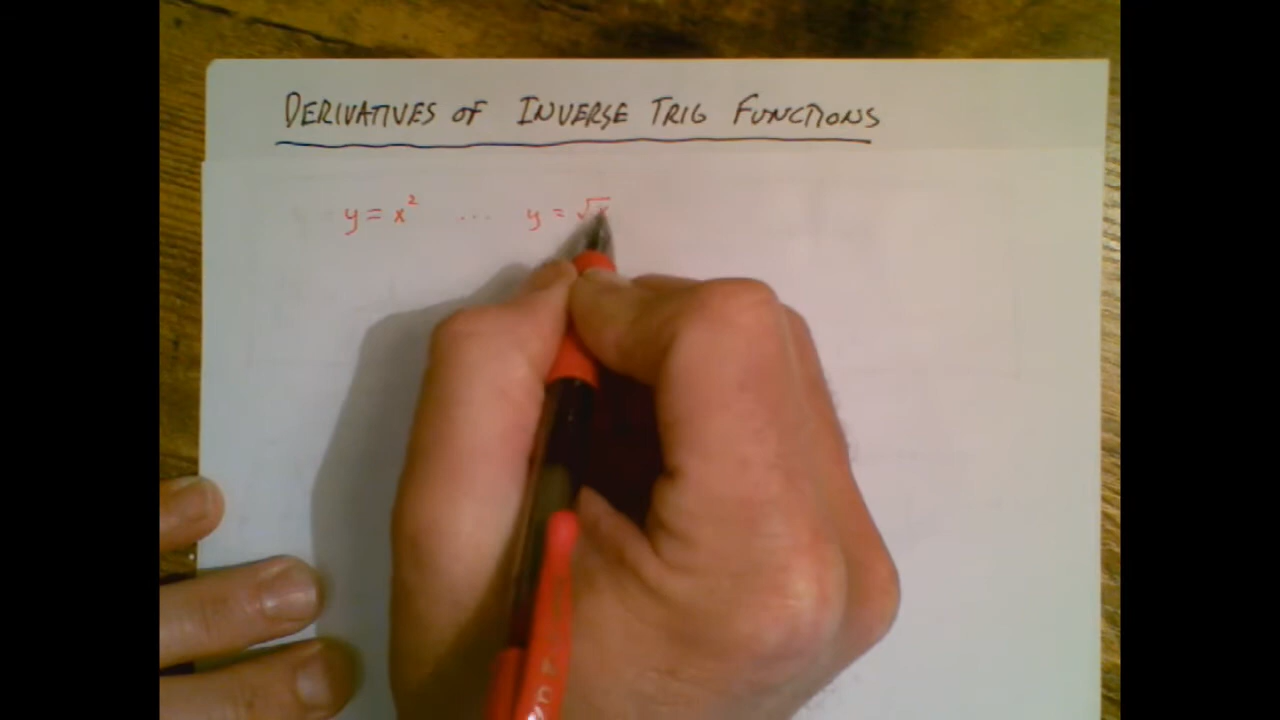 DERIVATIVES OF INVERSE TRIG FUNCTIONS
y = x² ... y = √x